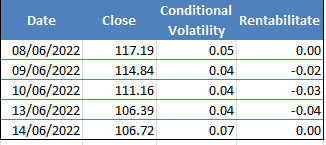 Date Close Conditional Volatility Rentabilitate
08/06/2022 117.19 0.05 0.00
09/06/2022 114.84 0.04 -0.02
10/06/2022 111.16 0.04 -0.03
13/06/2022 106.39 0.04 -0.04
14/06/2022 106.72 0.07 0.00